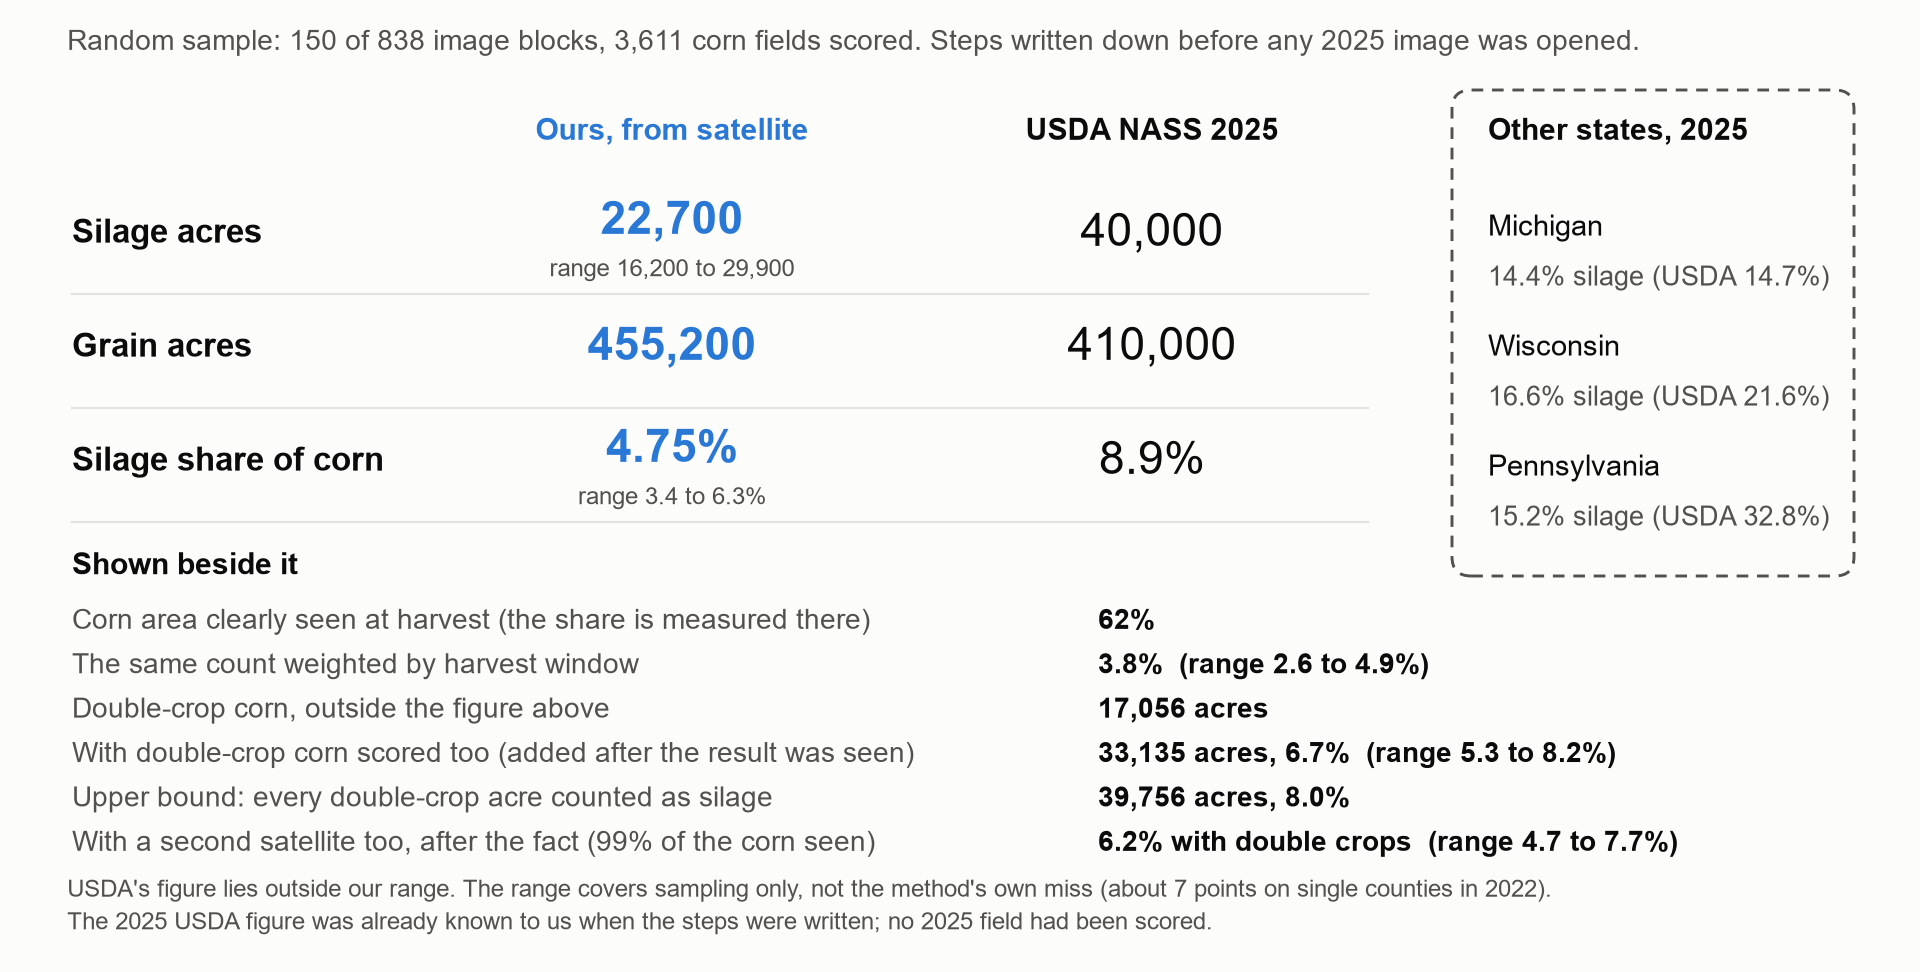 Random sample: 150 of 838 image blocks, 3,611 corn fields scored. Steps written down before any 2025 image was opened.
Ours, from satellite
USDA NASS 2025
Silage acres
22,700
range 16,200 to 29,900
40,000
Grain acres
455,200
410,000
Silage share of corn
4.75%
range 3.4 to 6.3%
8.9%
Other states, 2025
Michigan
14.4% silage (USDA 14.7%)
Wisconsin
16.6% silage (USDA 21.6%)
Pennsylvania
15.2% silage (USDA 32.8%)
Shown beside it
Corn area clearly seen at harvest (the share is measured there) 62%
The same count weighted by harvest window 3.8% (range 2.6 to 4.9%)
Double-crop corn, outside the figure above 17,056 acres
With double-crop corn scored too (added after the result was seen) 33,135 acres, 6.7% (range 5.3 to 8.2%)
Upper bound: every double-crop acre counted as silage 39,756 acres, 8.0%
With a second satellite too, after the fact (99% of the corn seen) 6.2% with double crops (range 4.7 to 7.7%)
USDA's figure lies outside our range. The range covers sampling only, not the method's own miss (about 7 points on single counties in 2022).
The 2025 USDA figure was already known to us when the steps were written; no 2025 field had been scored.